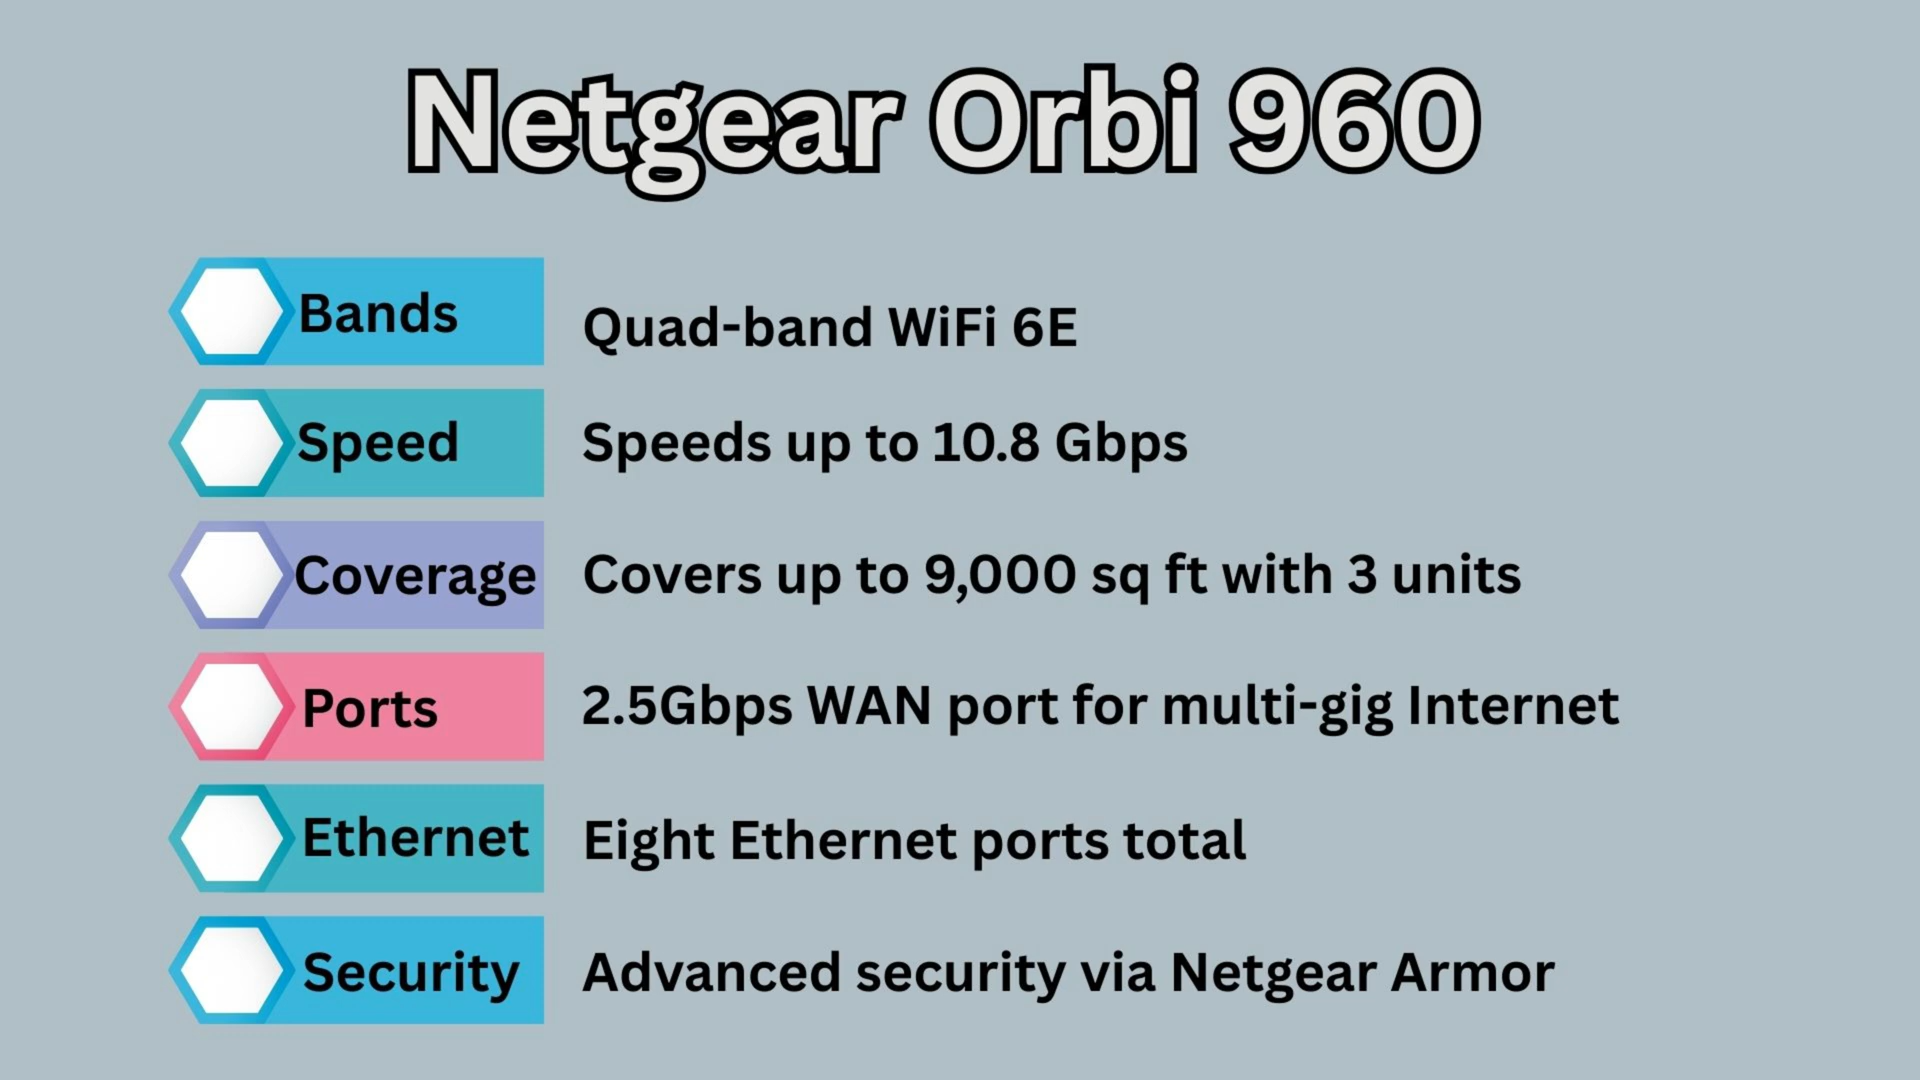 Netgear Orbi 960
Bands
Quad-band WiFi 6E
Speed
Speeds up to 10.8 Gbps
Coverage
Covers up to 9,000 sq ft with 3 units
Ports
2.5Gbps WAN port for multi-gig Internet
Ethernet
Eight Ethernet ports total
Security
Advanced security via Netgear Armor